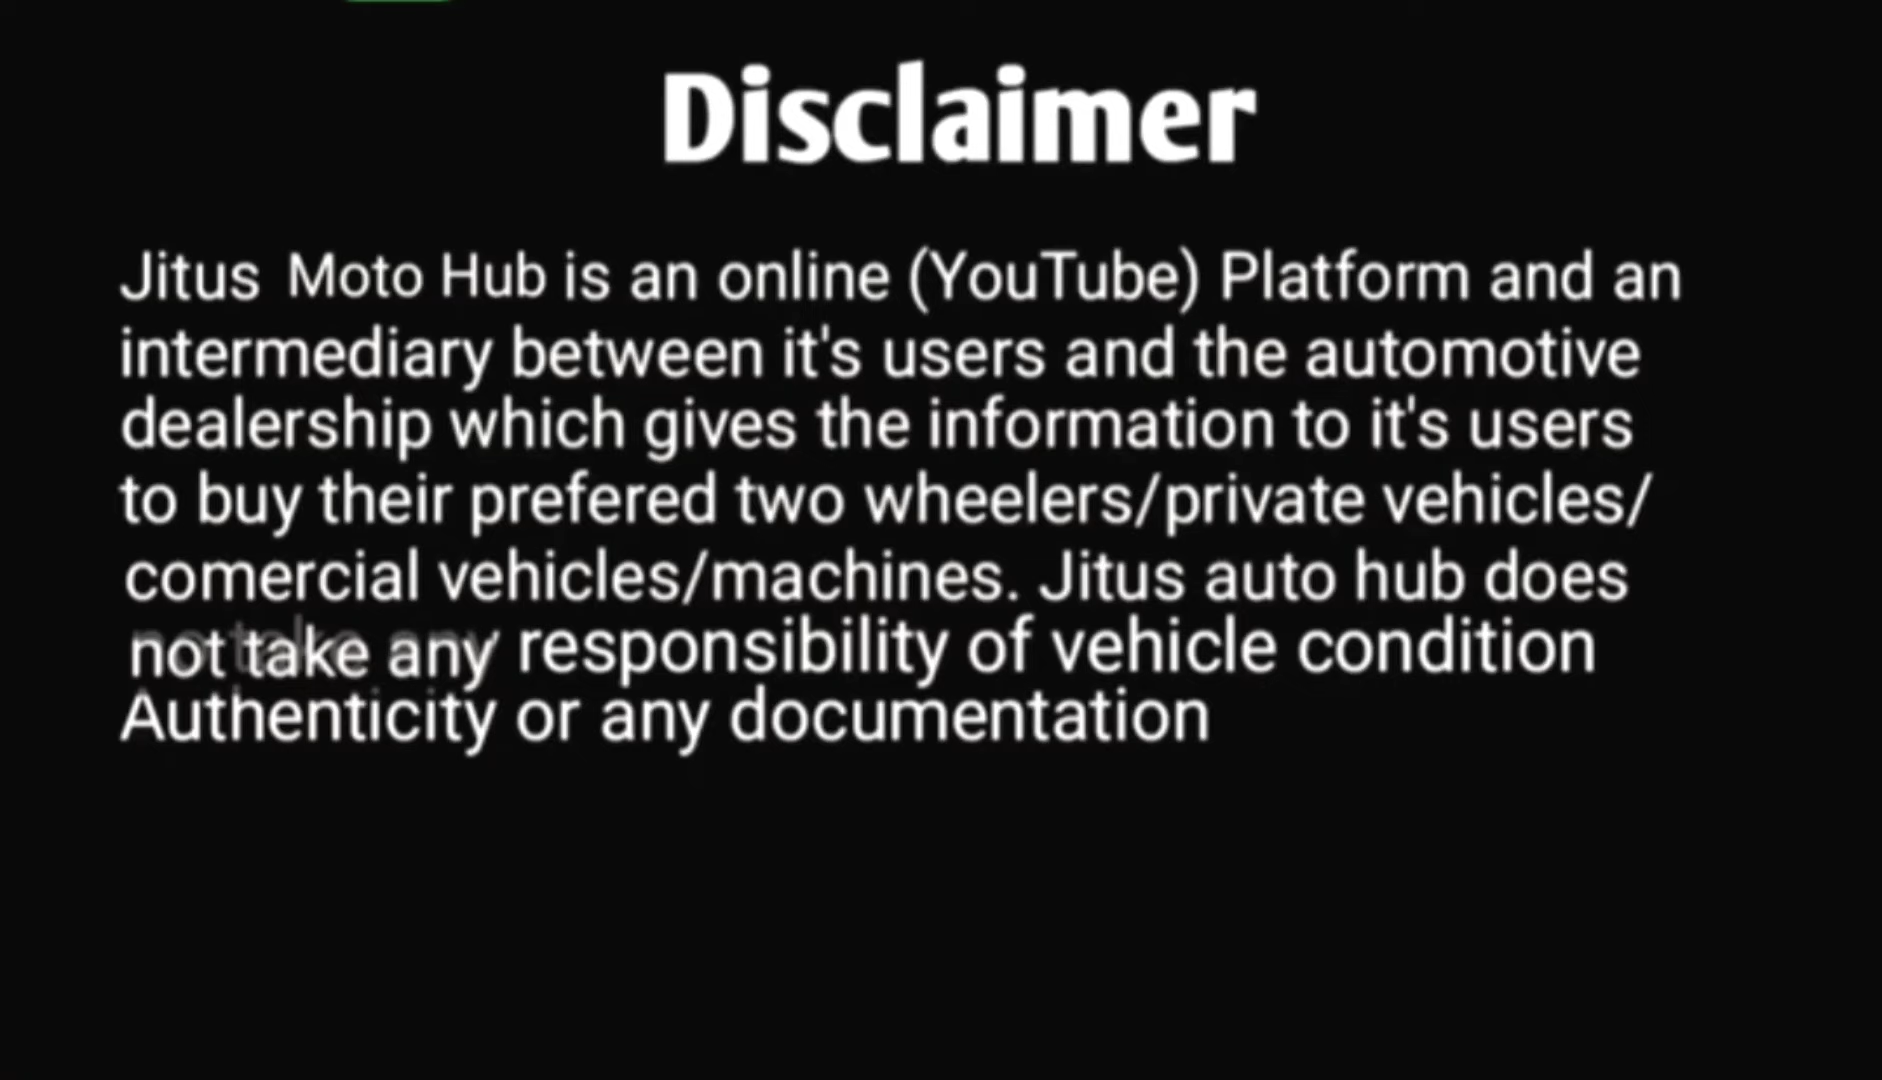 Disclaimer
Jitus Moto Hub is an online (YouTube) Platform and an
intermediary between it's users and the automotive
dealership which gives the information to it's users
to buy their prefered two wheelers/private vehicles/
comercial vehicles/machines. Jitus auto hub does
not take any responsibility of vehicle condition
Authenticity or any documentation